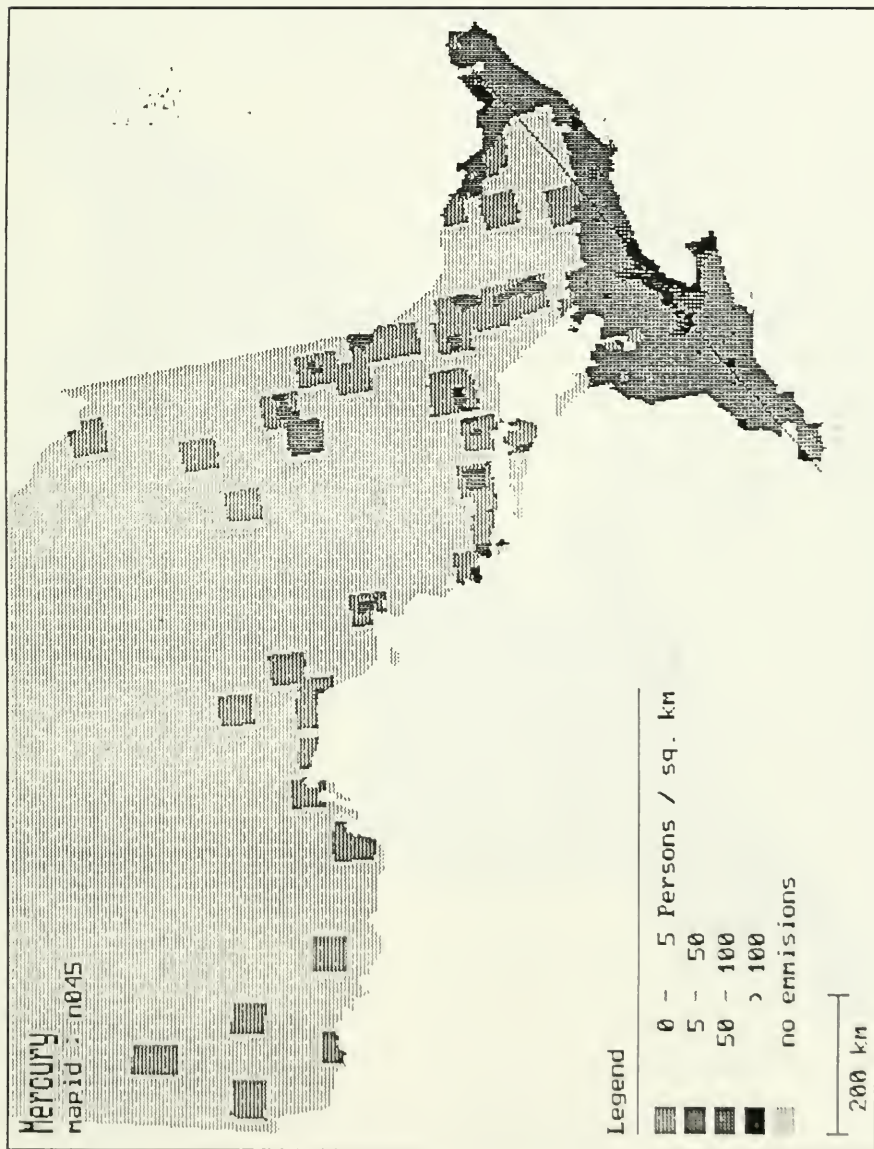 Mercury
mapid : n045
Legend
0 - 5 Persons / sq. km
5 - 50
50 - 100
> 100
no emmisions
200 km